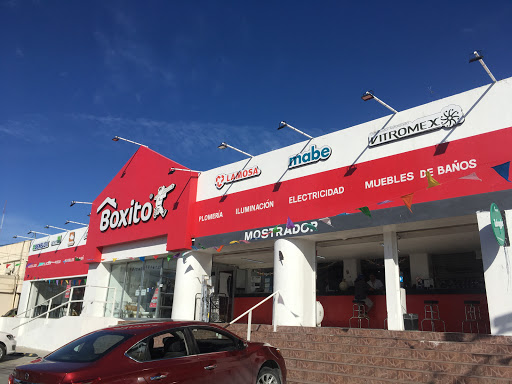 Boxito
LAMOSA
mabe
VITROMEX
PLOMERÍA ILUMINACIÓN ELECTRICIDAD MUEBLES DE BAÑOS
MOSTRADOR